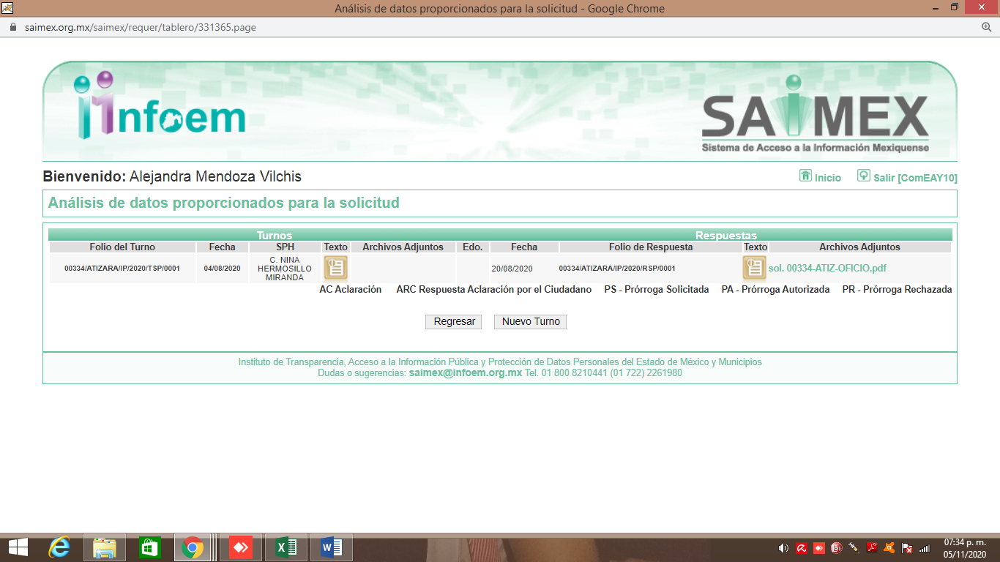 Análisis de datos proporcionados para la solicitud - Google Chrome
saimex.org.mx/saimex/requer/tablero/331365.page
infoem
SAIMEX
Sistema de Acceso a la Información Mexiquense
Bienvenido: Alejandra Mendoza Vilchis
Inicio Salir [ComEAY10]
Análisis de datos proporcionados para la solicitud
Turnos Respuestas
Folio del Turno Fecha SPH Texto Archivos Adjuntos Edo. Fecha Folio de Respuesta Texto Archivos Adjuntos
00334/ATIZARA/IP/2020/TSP/0001 04/08/2020 C. NINA HERMOSILLO MIRANDA 20/08/2020 00334/ATIZARA/IP/2020/RSP/0001 sol. 00334-ATIZ-OFICIO.pdf
AC Aclaración ARC Respuesta Aclaración por el Ciudadano PS - Prórroga Solicitada PA - Prórroga Autorizada PR - Prórroga Rechazada
Regresar Nuevo Turno
Instituto de Transparencia, Acceso a la Información Pública y Protección de Datos Personales del Estado de México y Municipios
Dudas o sugerencias: saimex@infoem.org.mx Tel. 01 800 8210441 (01 722) 2261980
07:34 p. m.
05/11/2020